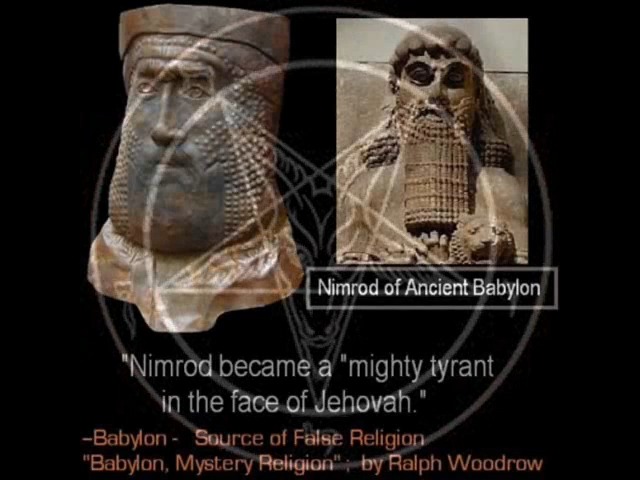 Nimrod of Ancient Babylon
"Nimrod became a "mighty tyrant
in the face of Jehovah."
–Babylon - Source of False Religion
"Babylon, Mystery Religion" ; by Ralph Woodrow